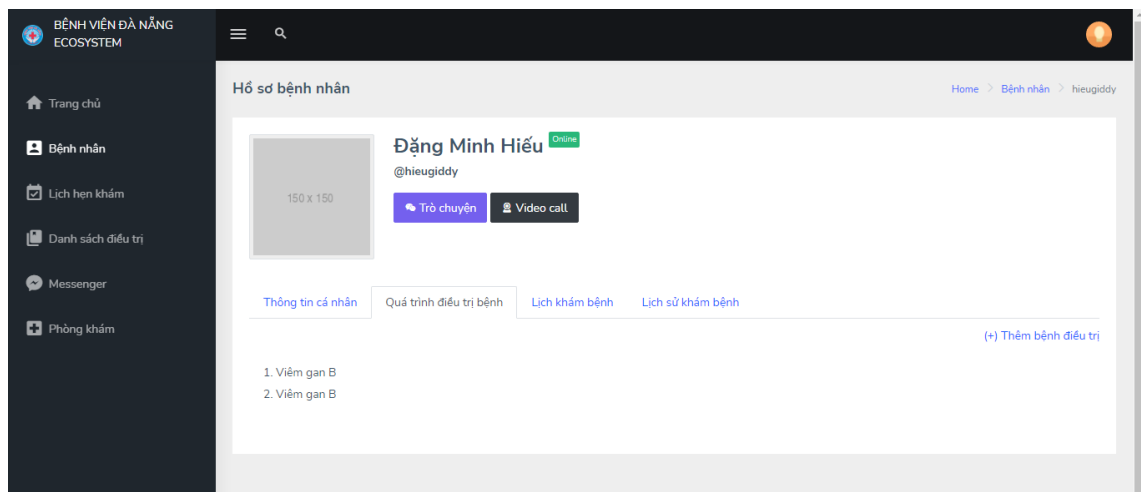 BỆNH VIỆN ĐÀ NẴNG
ECOSYSTEM
Trang chủ
Bệnh nhân
Lịch hẹn khám
Danh sách điều trị
Messenger
Phòng khám
Hồ sơ bệnh nhân
Home > Bệnh nhân > hieugiddy
150 X 150
Đặng Minh Hiếu Online
@hieugiddy
Trò chuyện Video call
Thông tin cá nhân Quá trình điều trị bệnh Lịch khám bệnh Lịch sử khám bệnh
(+) Thêm bệnh điều trị
1. Viêm gan B
2. Viêm gan B